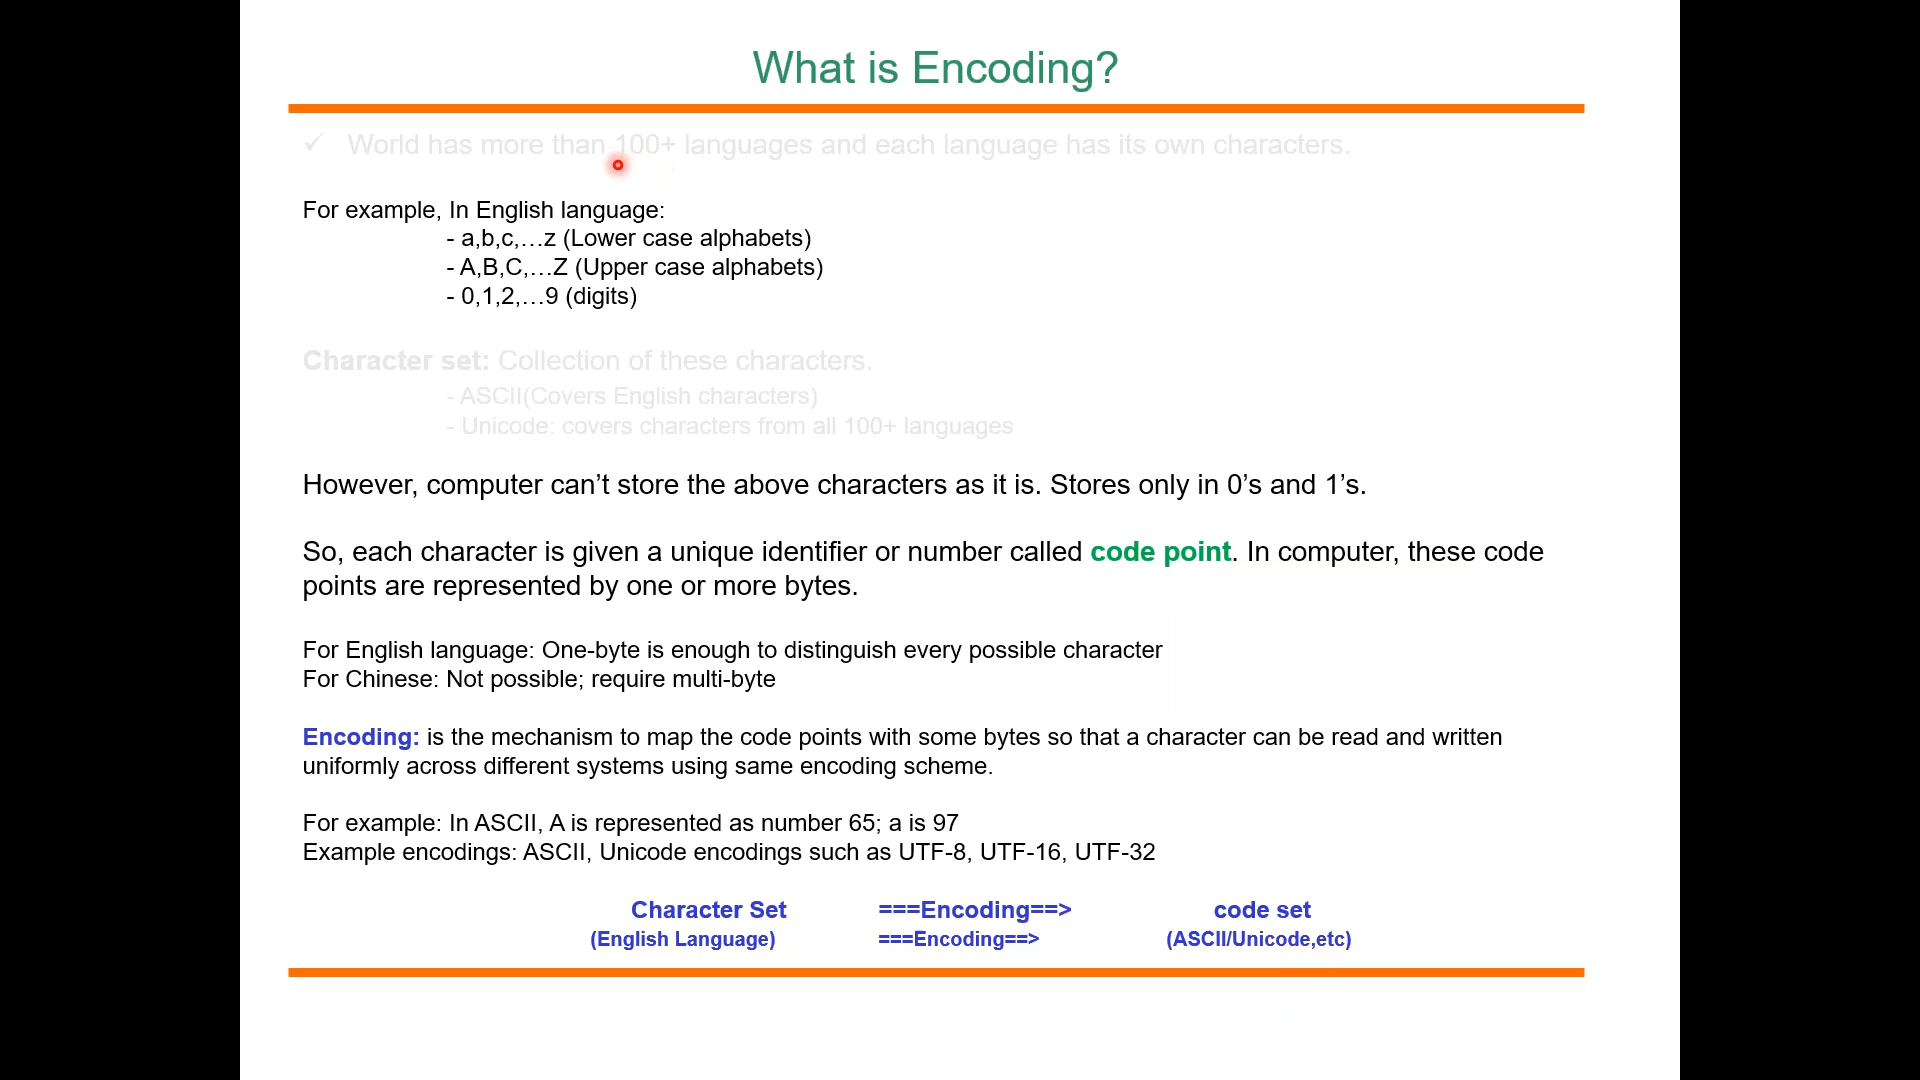 What is Encoding?
✓ World has more than 100+ languages and each language has its own characters.
For example, In English language:
- a,b,c,…z (Lower case alphabets)
- A,B,C,…Z (Upper case alphabets)
- 0,1,2,…9 (digits)
Character set: Collection of these characters.
- ASCII(Covers English characters)
- Unicode: covers characters from all 100+ languages
However, computer can’t store the above characters as it is. Stores only in 0’s and 1’s.
So, each character is given a unique identifier or number called code point. In computer, these code
points are represented by one or more bytes.
For English language: One-byte is enough to distinguish every possible character
For Chinese: Not possible; require multi-byte
Encoding: is the mechanism to map the code points with some bytes so that a character can be read and written
uniformly across different systems using same encoding scheme.
For example: In ASCII, A is represented as number 65; a is 97
Example encodings: ASCII, Unicode encodings such as UTF-8, UTF-16, UTF-32
Character Set ===Encoding==> code set
(English Language) ===Encoding==> (ASCII/Unicode,etc)